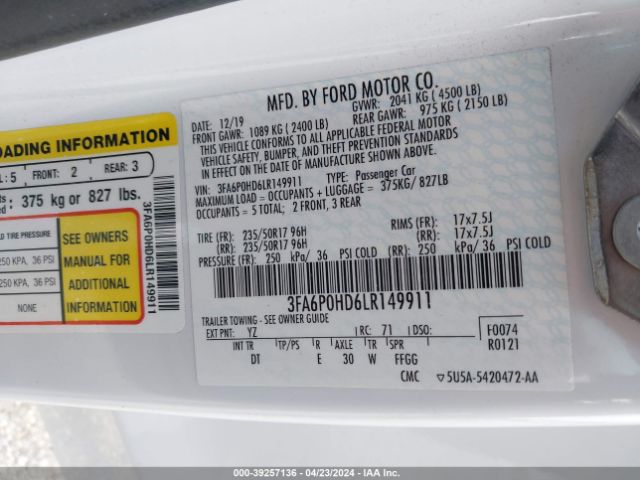 OADING INFORMATION
L: 5 FRONT: 2 REAR: 3
375 kg or 827 lbs.
TIRE PRESSURE
250 KPA, 36 PSI
250 KPA, 36 PSI
NONE
SEE OWNERS
MANUAL FOR
ADDITIONAL
INFORMATION
3FA6P0HD6LR149911
MFD. BY FORD MOTOR CO.
DATE: 12/19 GVWR: 2041 KG ( 4500 LB)
FRONT GAWR: 1089 KG ( 2400 LB) REAR GAWR: 975 KG ( 2150 LB)
THIS VEHICLE CONFORMS TO ALL APPLICABLE FEDERAL MOTOR
VEHICLE SAFETY, BUMPER, AND THEFT PREVENTION STANDARDS
IN EFFECT ON THE DATE OF MANUFACTURE SHOWN ABOVE.
VIN: 3FA6P0HD6LR149911 TYPE: Passenger Car
MAXIMUM LOAD = OCCUPANTS + LUGGAGE = 375KG/ 827LB
OCCUPANTS = 5 TOTAL; 2 FRONT, 3 REAR
TIRE (FR): 235/50R17 96H RIMS (FR): 17x7.5J
(RR): 235/50R17 96H (RR): 17x7.5J
PRESSURE (FR): 250 kPa/ 36 PSI COLD (RR): 250 kPa/ 36 PSI COLD
3FA6P0HD6LR149911
TRAILER TOWING - SEE OWNER GUIDE
EXT PNT: YZ RC: 71 DSO: F0074
INT TR TP/PS R AXLE TR SPR R0121
DT E 30 W FFGG
CMC ▽5U5A-5420472-AA
00-39257136 - 04/23/2024 - IAA Inc.